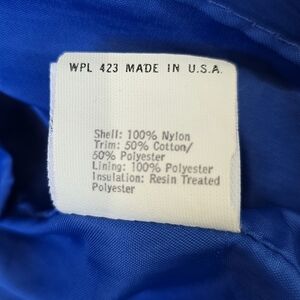 WPL 423 MADE IN U.S.A.
Shell: 100% Nylon
Trim: 50% Cotton/
50% Polyester
Lining: 100% Polyester
Insulation: Resin Treated
Polyester